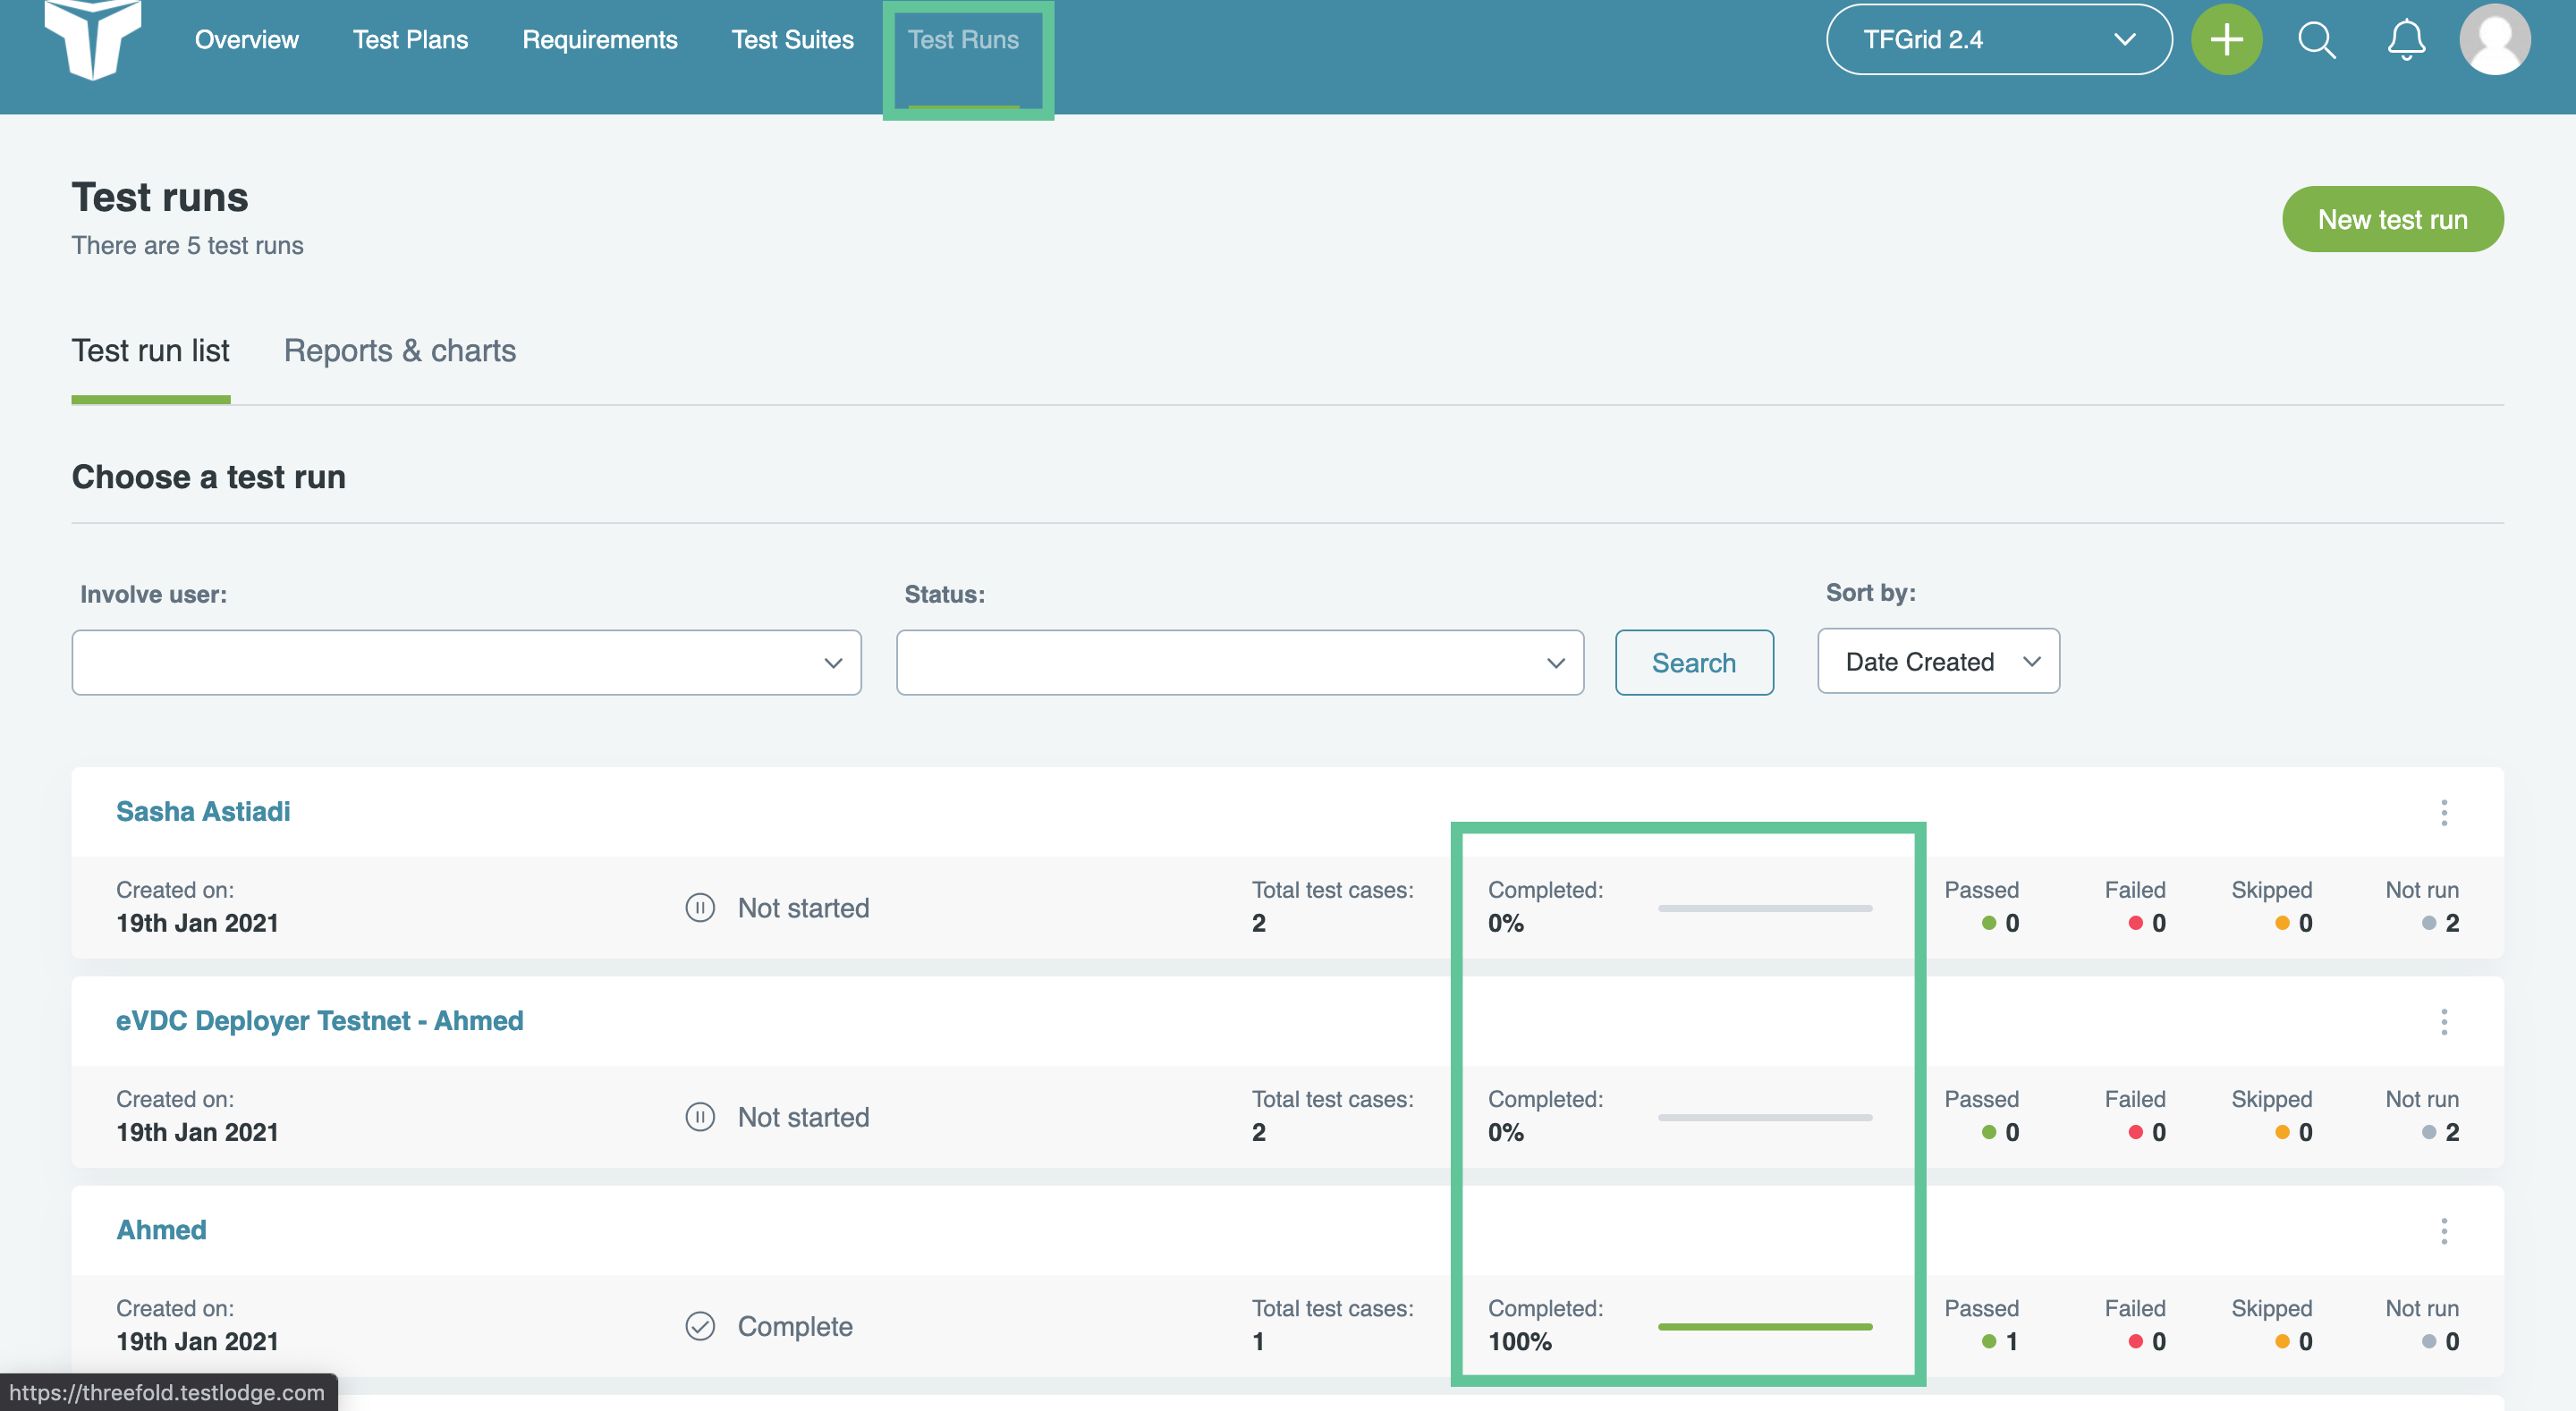 Overview Test Plans Requirements Test Suites Test Runs TFGrid 2.4
Test runs
There are 5 test runs
New test run
Test run list Reports & charts
Choose a test run
Involve user: Status: Sort by:
Search Date Created
Sasha Astiadi
Created on: Total test cases: Completed: Passed Failed Skipped Not run
19th Jan 2021 Not started 2 0% 0 0 0 2
eVDC Deployer Testnet - Ahmed
Created on: Total test cases: Completed: Passed Failed Skipped Not run
19th Jan 2021 Not started 2 0% 0 0 0 2
Ahmed
Created on: Total test cases: Completed: Passed Failed Skipped Not run
19th Jan 2021 Complete 1 100% 1 0 0 0
https://threefold.testlodge.com